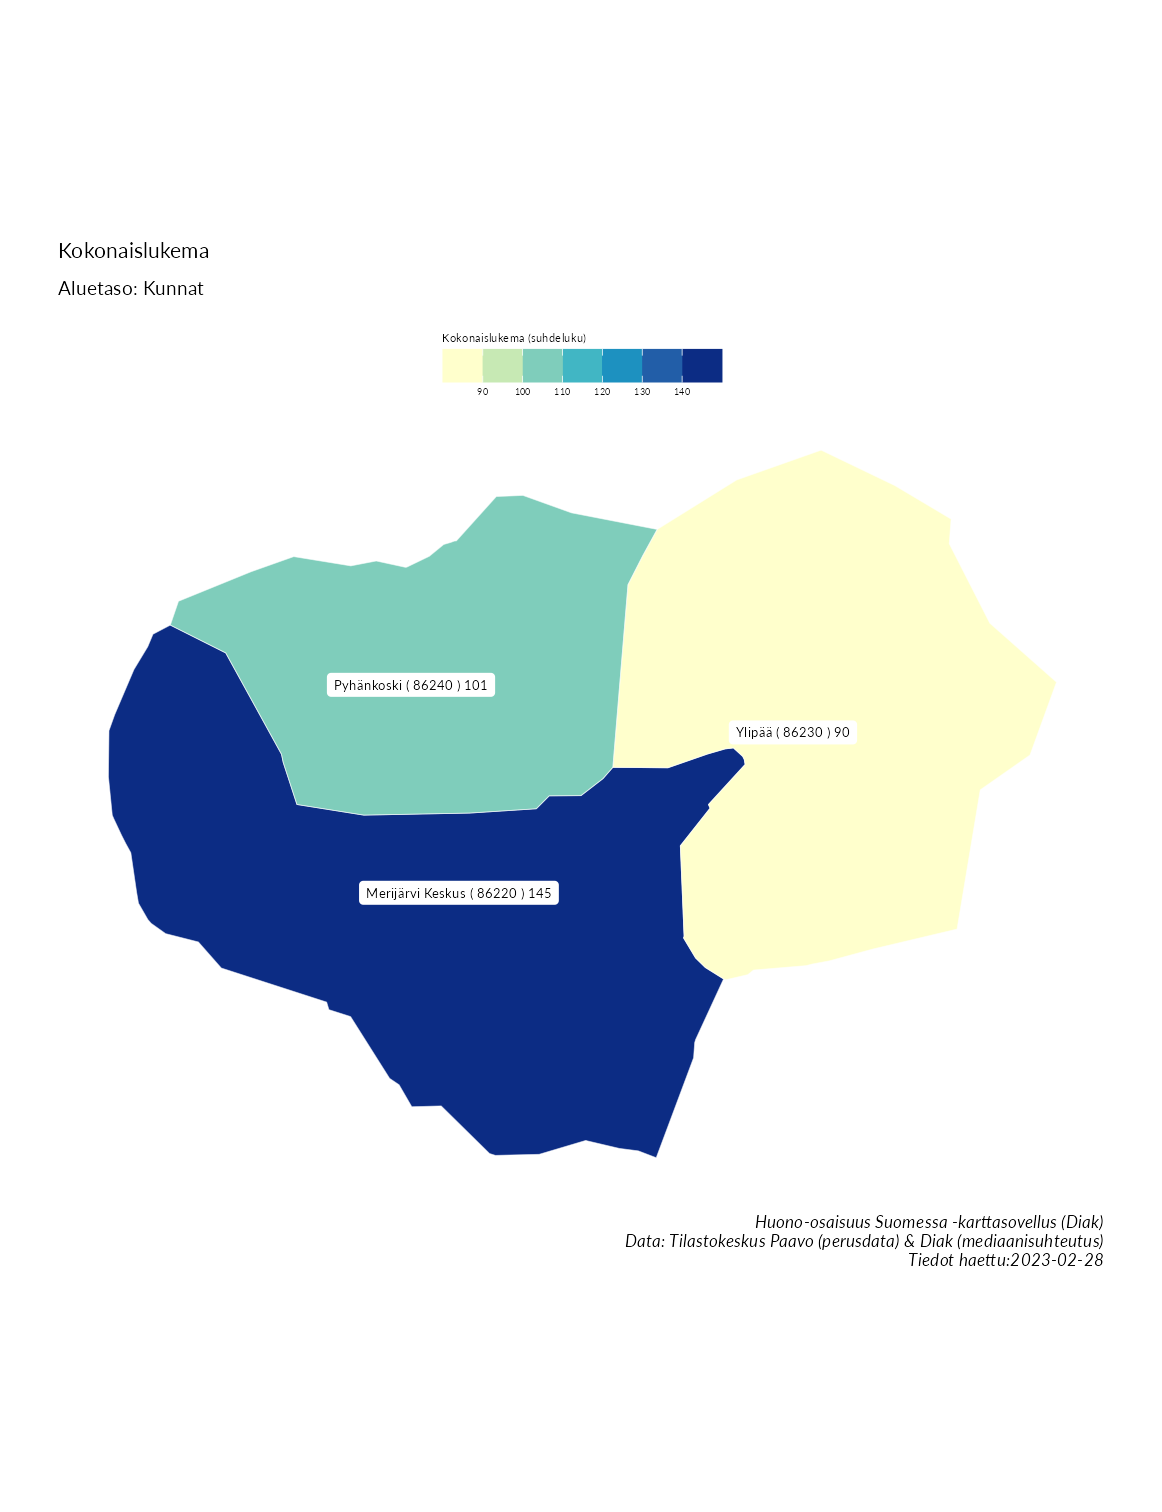 Kokonaislukema
Aluetaso: Kunnat
Kokonaislukema (suhdeluku)
90 100 110 120 130 140
Pyhänkoski ( 86240 ) 101
Ylipää ( 86230 ) 90
Merijärvi Keskus ( 86220 ) 145
Huono-osaisuus Suomessa -karttasovellus (Diak)
Data: Tilastokeskus Paavo (perusdata) & Diak (mediaanisuhteutus)
Tiedot haettu:2023-02-28